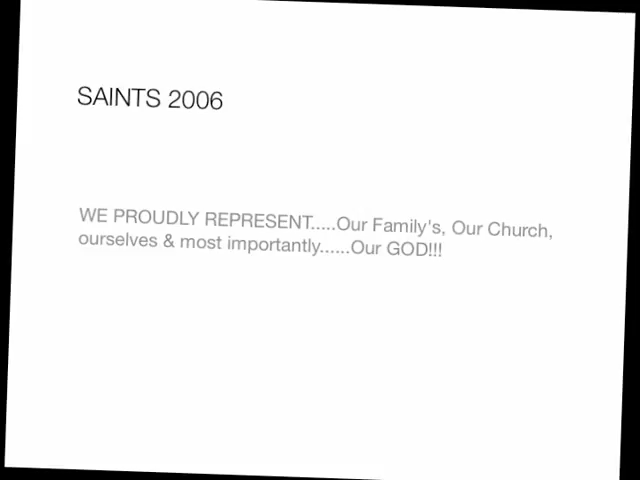 SAINTS 2006
WE PROUDLY REPRESENT.....Our Family's, Our Church,
ourselves & most importantly......Our GOD!!!